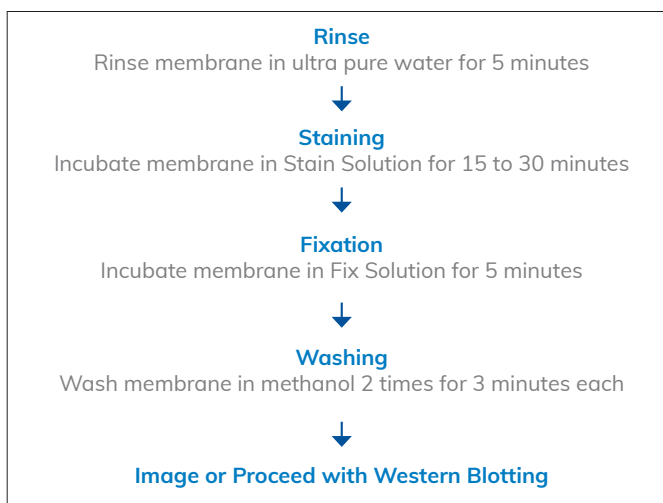 Rinse
Rinse membrane in ultra pure water for 5 minutes
Staining
Incubate membrane in Stain Solution for 15 to 30 minutes
Fixation
Incubate membrane in Fix Solution for 5 minutes
Washing
Wash membrane in methanol 2 times for 3 minutes each
Image or Proceed with Western Blotting